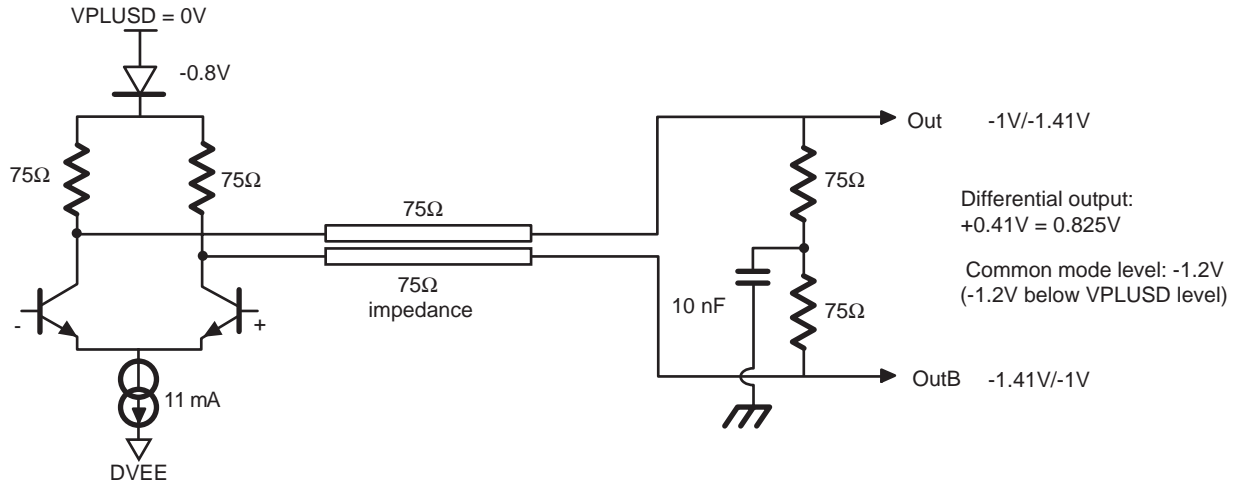 VPLUSD = 0V
-0.8V
75Ω
75Ω
75Ω
75Ω
impedance
-
+
11 mA
DVEE
10 nF
75Ω
75Ω
Out -1V/-1.41V
Differential output:
+0.41V = 0.825V
Common mode level: -1.2V
(-1.2V below VPLUSD level)
OutB -1.41V/-1V